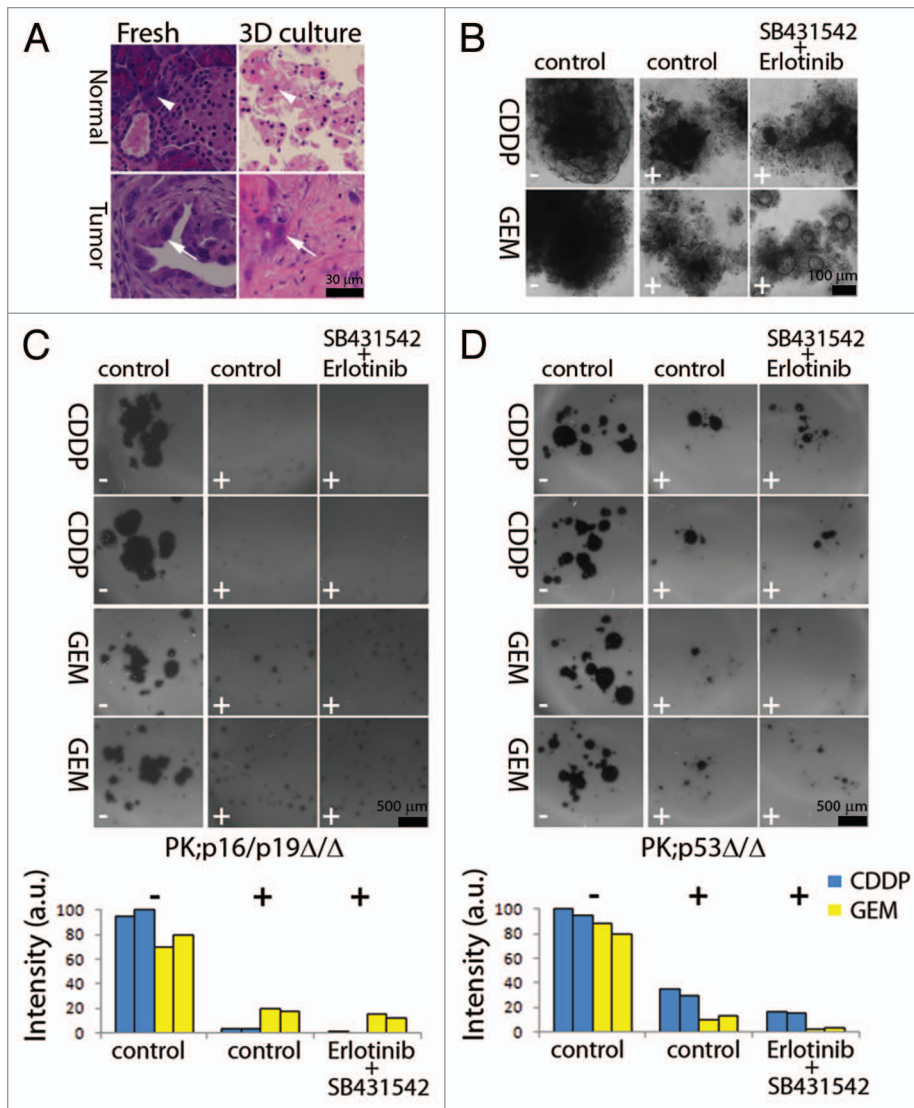 A
Fresh
3D culture
Normal
Tumor
30 µm
B
SB431542
+
Erlotinib
control
control
CDDP
-
+
+
GEM
-
+
+
100 µm
C
SB431542
+
Erlotinib
control
control
CDDP
-
+
+
CDDP
-
+
+
GEM
-
+
+
GEM
-
+
+
500 µm
PK;p16/p19Δ/Δ
-
+
+
Intensity (a.u.)
100
80
60
40
20
0
control
control
Erlotinib
+
SB431542
D
SB431542
+
Erlotinib
control
control
CDDP
-
+
+
CDDP
-
+
+
GEM
-
+
+
GEM
-
+
+
500 µm
PK;p53Δ/Δ
-
+
+
CDDP
GEM
Intensity (a.u.)
100
80
60
40
20
0
control
control
Erlotinib
+
SB431542